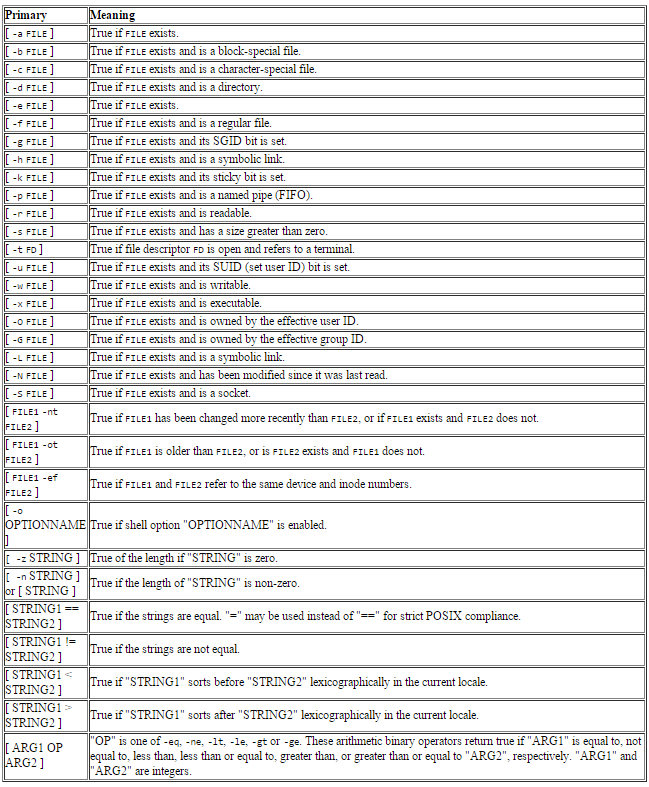 Primary Meaning
[ -a FILE ] True if FILE exists.
[ -b FILE ] True if FILE exists and is a block-special file.
[ -c FILE ] True if FILE exists and is a character-special file.
[ -d FILE ] True if FILE exists and is a directory.
[ -e FILE ] True if FILE exists.
[ -f FILE ] True if FILE exists and is a regular file.
[ -g FILE ] True if FILE exists and its SGID bit is set.
[ -h FILE ] True if FILE exists and is a symbolic link.
[ -k FILE ] True if FILE exists and its sticky bit is set.
[ -p FILE ] True if FILE exists and is a named pipe (FIFO).
[ -r FILE ] True if FILE exists and is readable.
[ -s FILE ] True if FILE exists and has a size greater than zero.
[ -t FD ] True if file descriptor FD is open and refers to a terminal.
[ -u FILE ] True if FILE exists and its SUID (set user ID) bit is set.
[ -w FILE ] True if FILE exists and is writable.
[ -x FILE ] True if FILE exists and is executable.
[ -O FILE ] True if FILE exists and is owned by the effective user ID.
[ -G FILE ] True if FILE exists and is owned by the effective group ID.
[ -L FILE ] True if FILE exists and is a symbolic link.
[ -N FILE ] True if FILE exists and has been modified since it was last read.
[ -S FILE ] True if FILE exists and is a socket.
[ FILE1 -nt
FILE2 ]
True if FILE1 has been changed more recently than FILE2, or if FILE1 exists and FILE2 does not.
[ FILE1 -ot
FILE2 ]
True if FILE1 is older than FILE2, or is FILE2 exists and FILE1 does not.
[ FILE1 -ef
FILE2 ]
True if FILE1 and FILE2 refer to the same device and inode numbers.
[ -o
OPTIONNAME
]
True if shell option "OPTIONNAME" is enabled.
[ -z STRING ] True of the length if "STRING" is zero.
[ -n STRING ]
or [ STRING ]
True if the length of "STRING" is non-zero.
[ STRING1 ==
STRING2 ]
True if the strings are equal. "=" may be used instead of "==" for strict POSIX compliance.
[ STRING1 !=
STRING2 ]
True if the strings are not equal.
[ STRING1 <
STRING2 ]
True if "STRING1" sorts before "STRING2" lexicographically in the current locale.
[ STRING1 >
STRING2 ]
True if "STRING1" sorts after "STRING2" lexicographically in the current locale.
[ ARG1 OP
ARG2 ]
"OP" is one of -eq, -ne, -lt, -le, -gt or -ge. These arithmetic binary operators return true if "ARG1" is equal to, not
equal to, less than, less than or equal to, greater than, or greater than or equal to "ARG2", respectively. "ARG1" and
"ARG2" are integers.